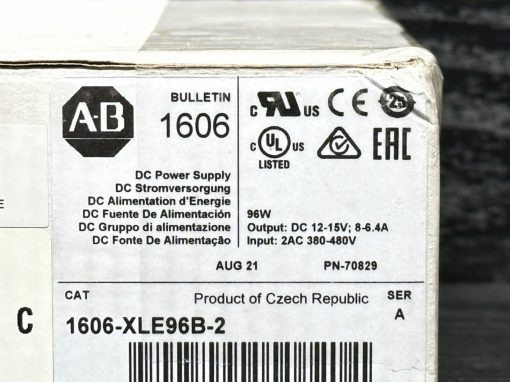 A-B
BULLETIN
1606
c UR us CE 25
c UL us LISTED EAC
DC Power Supply
DC Stromversorgung
DC Alimentation d'Energie
DC Fuente De Alimentación
DC Gruppo di alimentazione
DC Fonte De Alimentação
96W
Output: DC 12-15V; 8-6.4A
Input: 2AC 380-480V
AUG 21 PN-70829
CAT Product of Czech Republic SER
1606-XLE96B-2 A
E
C